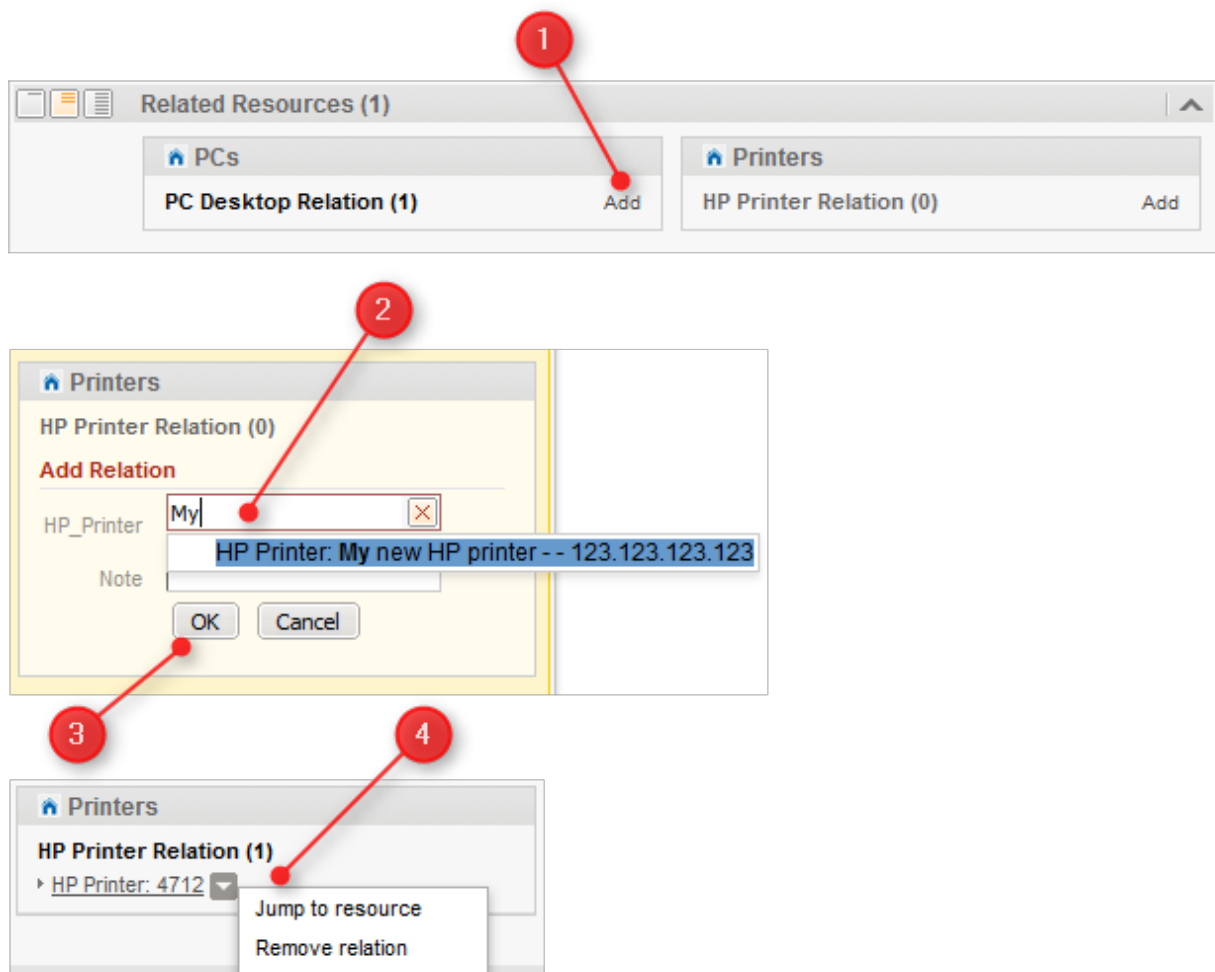 1
Related Resources (1)
PCs
Printers
PC Desktop Relation (1)
Add
HP Printer Relation (0)
Add
2
Printers
HP Printer Relation (0)
Add Relation
HP_Printer
My
HP Printer: My new HP printer - - 123.123.123.123
Note
OK
Cancel
3
4
Printers
HP Printer Relation (1)
HP Printer: 4712
Jump to resource
Remove relation